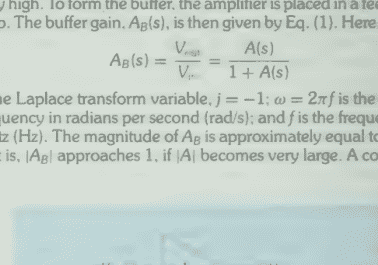 high. To form the buffer, the amplifier is placed in a fee
The buffer gain, A_B(s), is then given by Eq. (1). Here
A_B(s) = V / V = A(s) / 1 + A(s)
e Laplace transform variable, j = −1; ω = 2πf is the
uency in radians per second (rad/s); and f is the freque
tz (Hz). The magnitude of A_B is approximately equal to
is, |A_B| approaches 1, if |A| becomes very large. A co